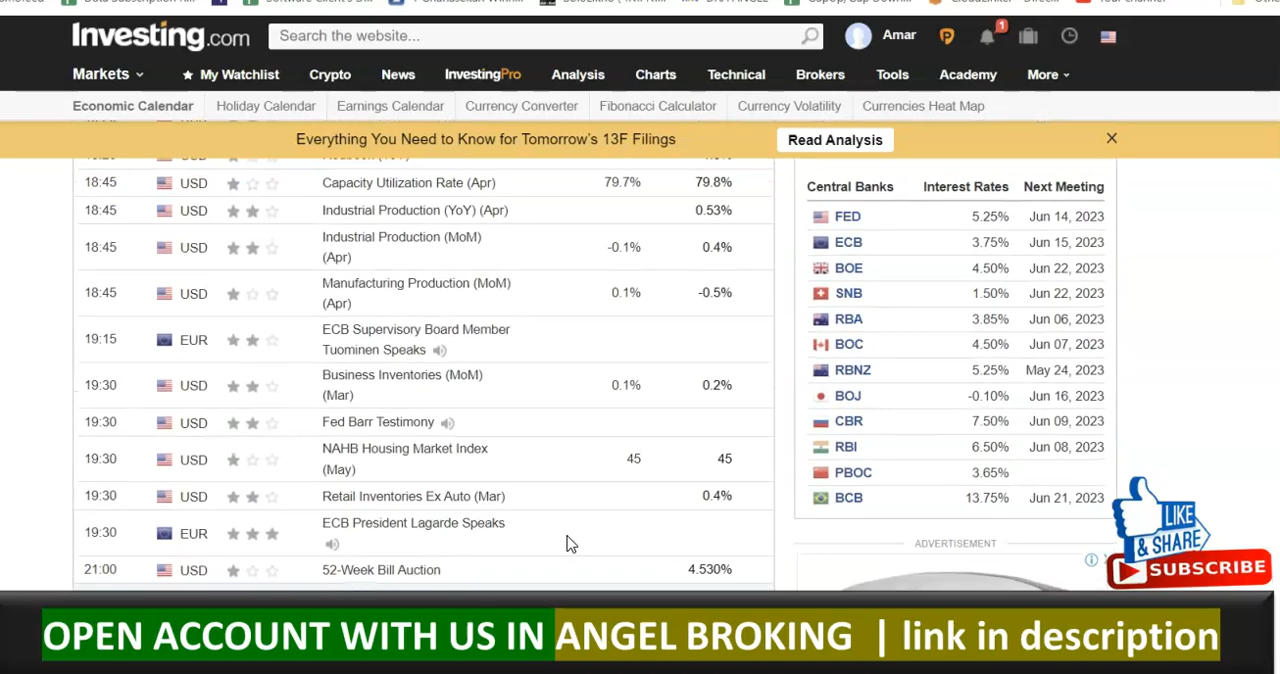 Investing.com Search the website... Amar 1
Markets My Watchlist Crypto News InvestingPro Analysis Charts Technical Brokers Tools Academy More
Economic Calendar Holiday Calendar Earnings Calendar Currency Converter Fibonacci Calculator Currency Volatility Currencies Heat Map
Everything You Need to Know for Tomorrow's 13F Filings Read Analysis
18:45 USD Capacity Utilization Rate (Apr) 79.7% 79.8%
18:45 USD Industrial Production (YoY) (Apr) 0.53%
18:45 USD Industrial Production (MoM) -0.1% 0.4%
(Apr)
18:45 USD Manufacturing Production (MoM) 0.1% -0.5%
(Apr)
19:15 EUR ECB Supervisory Board Member
Tuominen Speaks
19:30 USD Business Inventories (MoM) 0.1% 0.2%
(Mar)
19:30 USD Fed Barr Testimony
19:30 USD NAHB Housing Market Index 45 45
(May)
19:30 USD Retail Inventories Ex Auto (Mar) 0.4%
19:30 EUR ECB President Lagarde Speaks
21:00 USD 52-Week Bill Auction 4.530%
Central Banks Interest Rates Next Meeting
FED 5.25% Jun 14, 2023
ECB 3.75% Jun 15, 2023
BOE 4.50% Jun 22, 2023
SNB 1.50% Jun 22, 2023
RBA 3.85% Jun 06, 2023
BOC 4.50% Jun 07, 2023
RBNZ 5.25% May 24, 2023
BOJ -0.10% Jun 16, 2023
CBR 7.50% Jun 09, 2023
RBI 6.50% Jun 08, 2023
PBOC 3.65%
BCB 13.75% Jun 21, 2023
ADVERTISEMENT
LIKE
& SHARE
SUBSCRIBE
OPEN ACCOUNT WITH US IN ANGEL BROKING | link in description